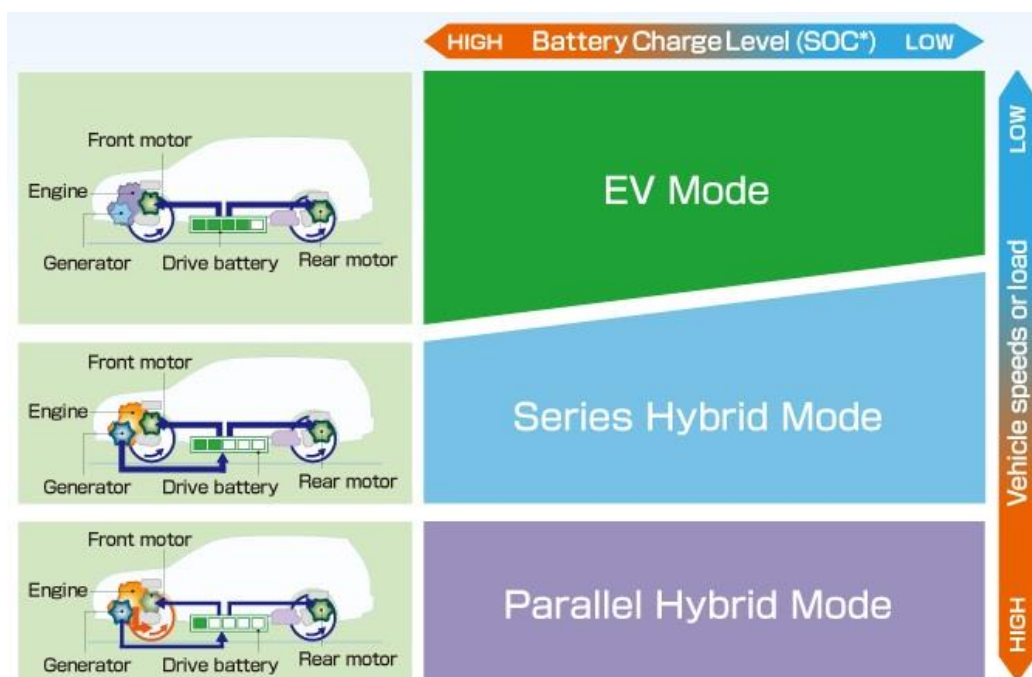 HIGH Battery Charge Level (SOC*) LOW
Front motor
Engine
Generator
Drive battery
Rear motor
EV Mode
LOW
Vehicle speeds or load
HIGH
Front motor
Engine
Generator
Drive battery
Rear motor
Series Hybrid Mode
Front motor
Engine
Generator
Drive battery
Rear motor
Parallel Hybrid Mode